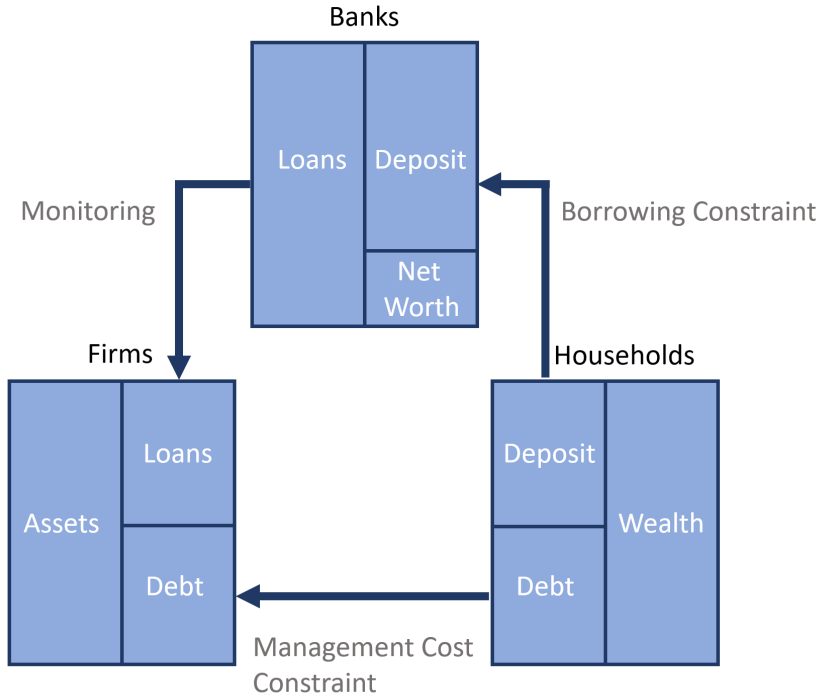 Banks
Loans
Deposit
Net
Worth
Monitoring
Borrowing Constraint
Firms
Households
Assets
Loans
Debt
Deposit
Debt
Wealth
Management Cost
Constraint